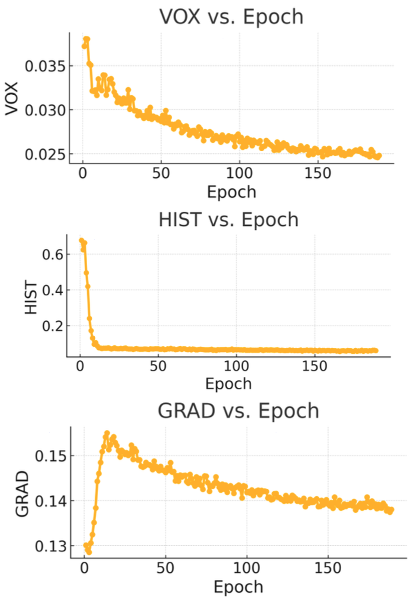 VOX vs. Epoch
0.035
0.030
0.025
VOX
0 50 100 150
Epoch
HIST vs. Epoch
0.6
0.4
0.2
HIST
0 50 100 150
Epoch
GRAD vs. Epoch
0.15
0.14
0.13
GRAD
0 50 100 150
Epoch